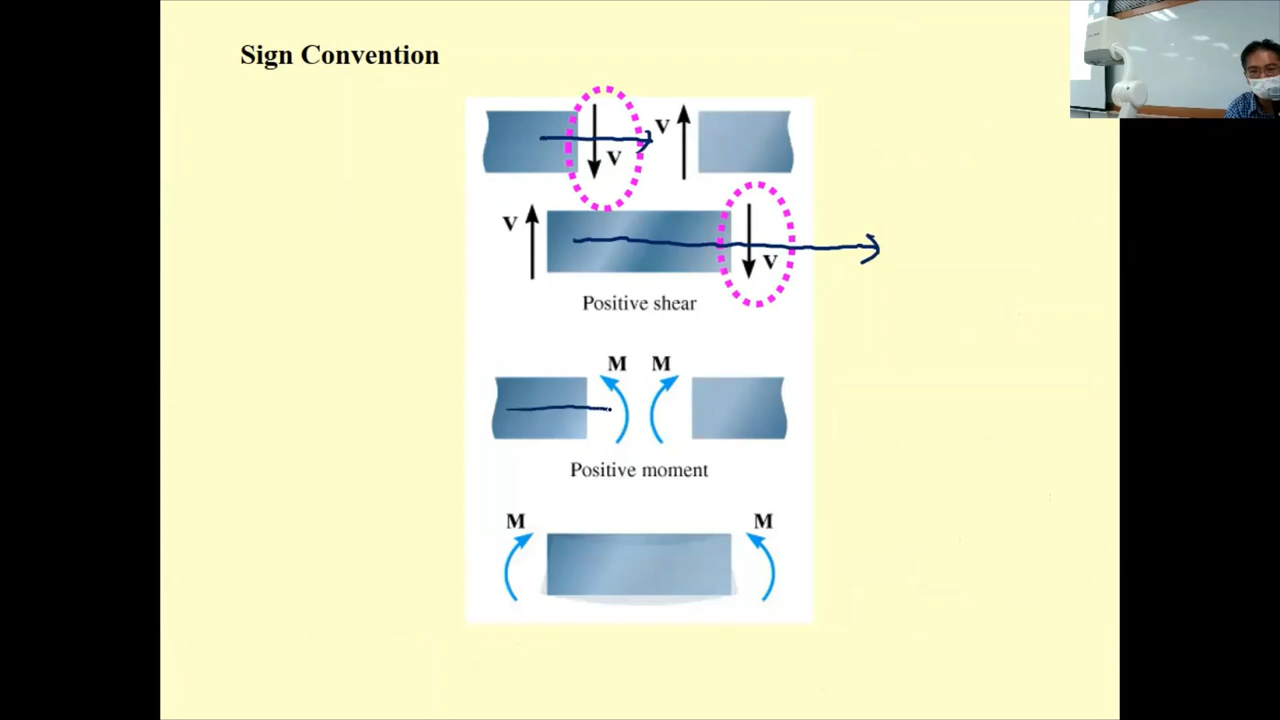 Sign Convention
V
V
V
V
Positive shear
M M
Positive moment
M M